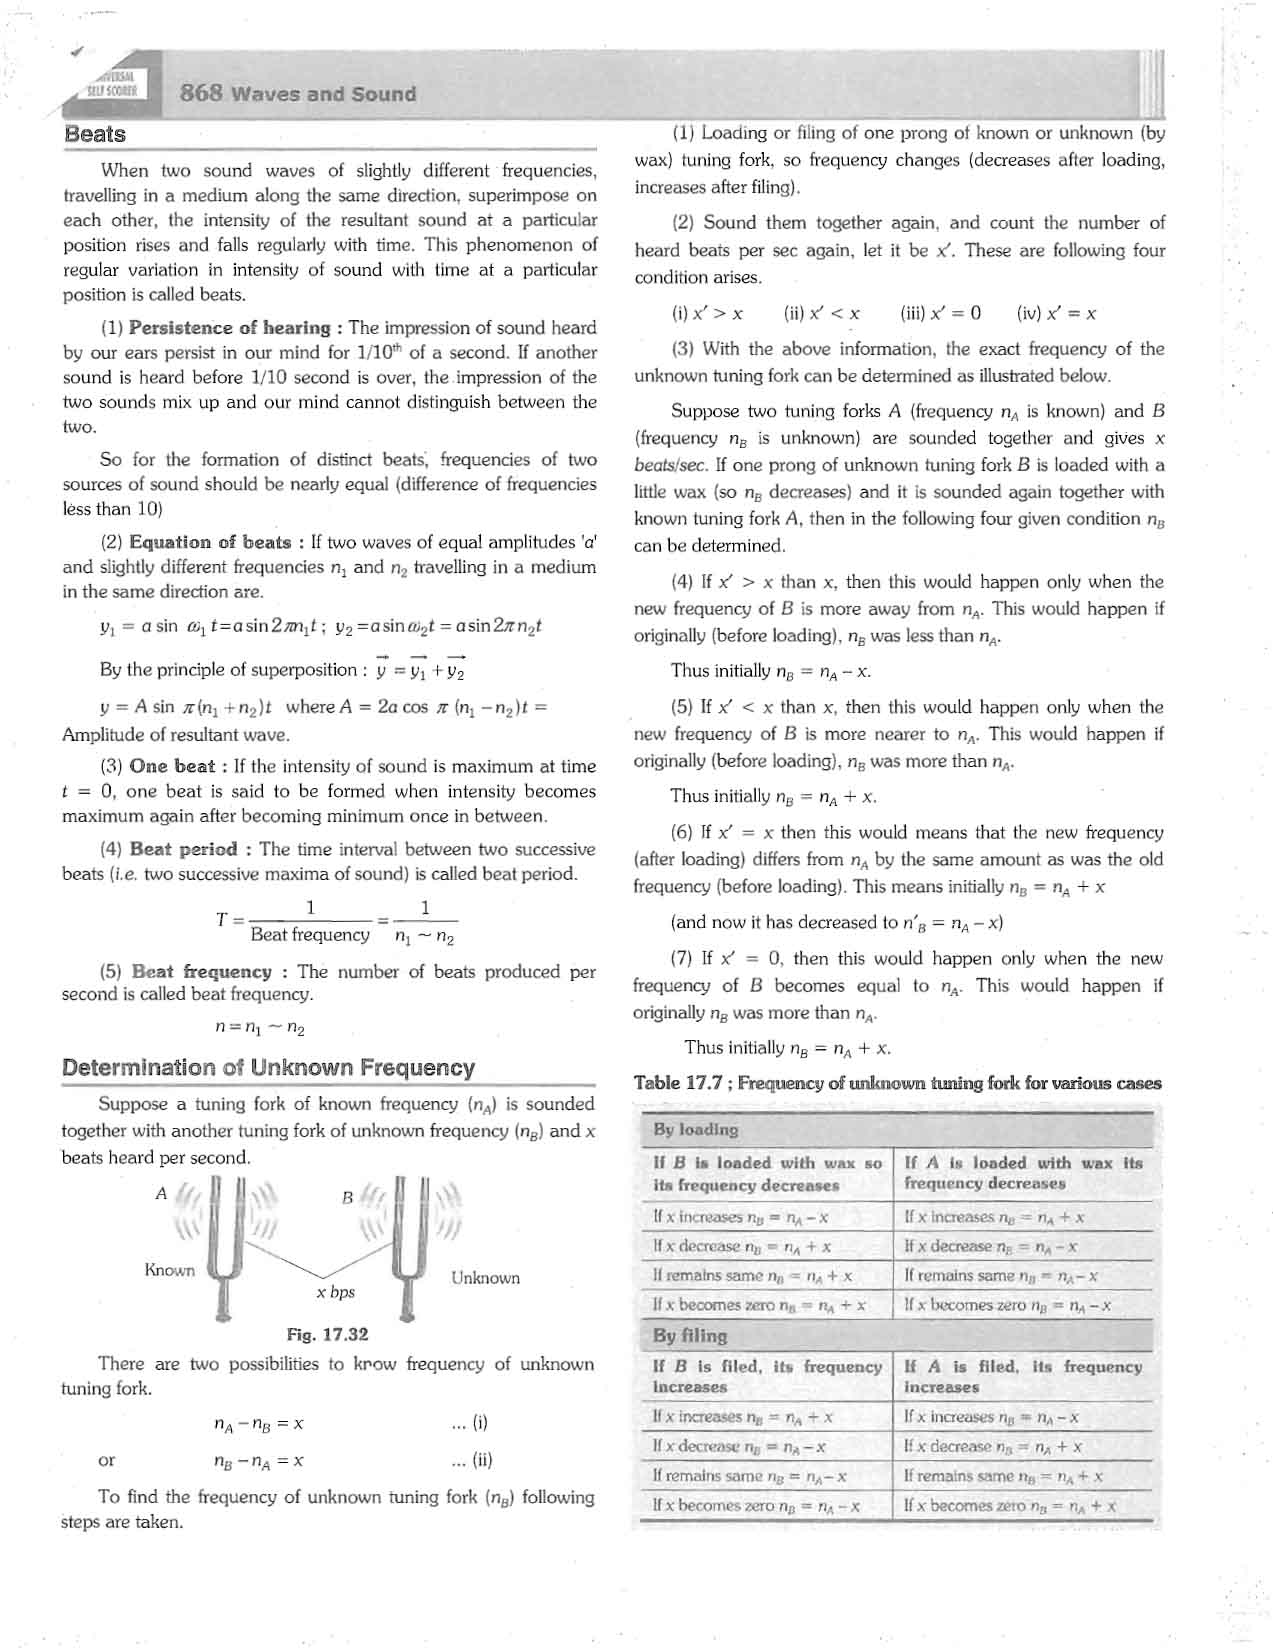 UNIVERSAL
SELF SCORER
868 Waves and Sound
Beats
When two sound waves of slightly different frequencies,
travelling in a medium along the same direction, superimpose on
each other, the intensity of the resultant sound at a particular
position rises and falls regularly with time. This phenomenon of
regular variation in intensity of sound with time at a particular
position is called beats.
(1) Persistence of hearing : The impression of sound heard
by our ears persist in our mind for 1/10th of a second. If another
sound is heard before 1/10 second is over, the impression of the
two sounds mix up and our mind cannot distinguish between the
two.
So for the formation of distinct beats, frequencies of two
sources of sound should be nearly equal (difference of frequencies
less than 10)
(2) Equation of beats : If two waves of equal amplitudes 'a'
and slightly different frequencies n₁ and n₂ travelling in a medium
in the same direction are.
y₁ = a sin ω₁ t=a sin2πn₁t ; y₂ =a sin ω₂t = a sin2π n₂t
By the principle of superposition : y⃗ = y⃗₁ + y⃗₂
y = A sin π(n₁ + n₂)t where A = 2a cos π (n₁ − n₂)t =
Amplitude of resultant wave.
(3) One beat : If the intensity of sound is maximum at time
t = 0, one beat is said to be formed when intensity becomes
maximum again after becoming minimum once in between.
(4) Beat period : The time interval between two successive
beats (i.e. two successive maxima of sound) is called beat period.
T = 1/Beat frequency = 1/n₁ ~ n₂
(5) Beat frequency : The number of beats produced per
second is called beat frequency.
n = n₁ ~ n₂
Determination of Unknown Frequency
Suppose a tuning fork of known frequency (n_A) is sounded
together with another tuning fork of unknown frequency (n_B) and x
beats heard per second.
A
B
Known
Unknown
x bps
Fig. 17.32
There are two possibilities to know frequency of unknown
tuning fork.
n_A − n_B = x ... (i)
or n_B − n_A = x ... (ii)
To find the frequency of unknown tuning fork (n_B) following
steps are taken.
(1) Loading or filing of one prong of known or unknown (by
wax) tuning fork, so frequency changes (decreases after loading,
increases after filing).
(2) Sound them together again, and count the number of
heard beats per sec again, let it be x′. These are following four
condition arises.
(i) x′ > x (ii) x′ < x (iii) x′ = 0 (iv) x′ = x
(3) With the above information, the exact frequency of the
unknown tuning fork can be determined as illustrated below.
Suppose two tuning forks A (frequency n_A is known) and B
(frequency n_B is unknown) are sounded together and gives x
beats/sec. If one prong of unknown tuning fork B is loaded with a
little wax (so n_B decreases) and it is sounded again together with
known tuning fork A, then in the following four given condition n_B
can be determined.
(4) If x′ > x than x, then this would happen only when the
new frequency of B is more away from n_A. This would happen if
originally (before loading), n_B was less than n_A.
Thus initially n_B = n_A − x.
(5) If x′ < x than x, then this would happen only when the
new frequency of B is more nearer to n_A. This would happen if
originally (before loading), n_B was more than n_A.
Thus initially n_B = n_A + x.
(6) If x′ = x then this would means that the new frequency
(after loading) differs from n_A by the same amount as was the old
frequency (before loading). This means initially n_B = n_A + x
(and now it has decreased to n′_B = n_A − x)
(7) If x′ = 0, then this would happen only when the new
frequency of B becomes equal to n_A. This would happen if
originally n_B was more than n_A.
Thus initially n_B = n_A + x.
Table 17.7 ; Frequency of unknown tuning fork for various cases
By loading
If B is loaded with wax so
its frequency decreases
If A is loaded with wax its
frequency decreases
If x increases n_B = n_A − x
If x increases n_B = n_A + x
If x decrease n_B = n_A + x
If x decrease n_B = n_A − x
If remains same n_B = n_A + x
If remains same n_B = n_A − x
If x becomes zero n_B = n_A + x
If x becomes zero n_B = n_A − x
By filing
If B is filed, its frequency
increases
If A is filed, its frequency
increases
If x increases n_B = n_A + x
If x increases n_B = n_A − x
If x decrease n_B = n_A − x
If x decrease n_B = n_A + x
If remains same n_B = n_A − x
If remains same n_B = n_A + x
If x becomes zero n_B = n_A − x
If x becomes zero n_B = n_A + x